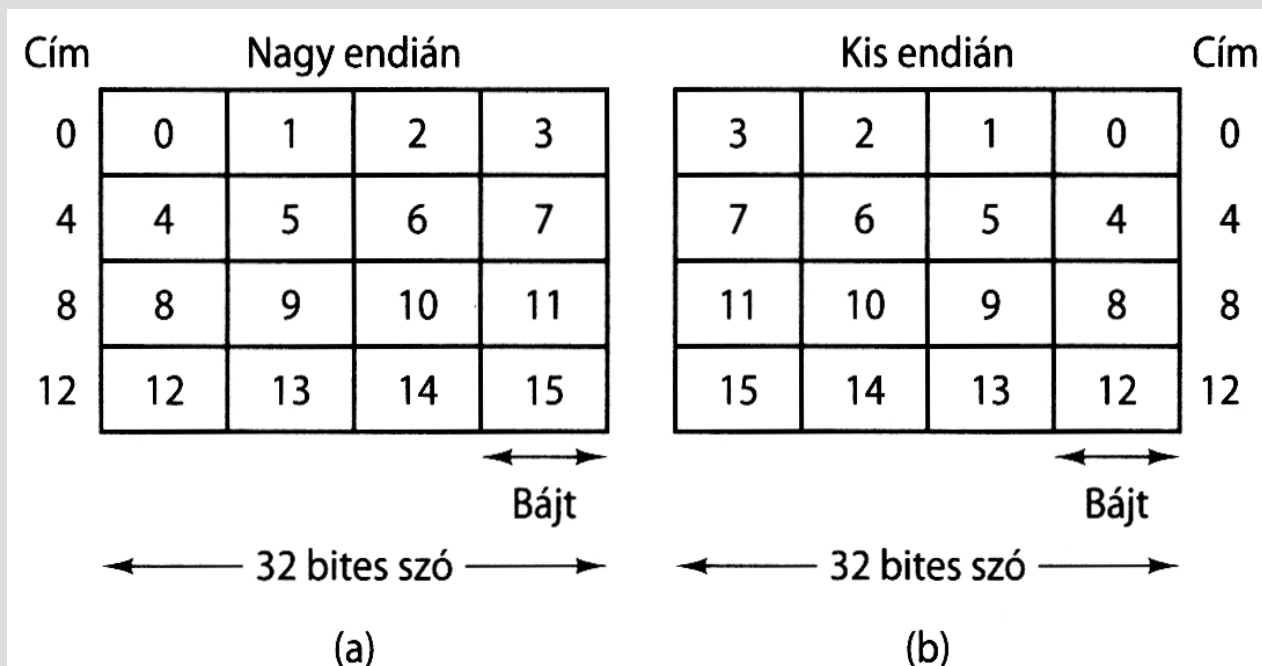 Cím Nagy endián Kis endián Cím
0 0 1 2 3 3 2 1 0 0
4 4 5 6 7 7 6 5 4 4
8 8 9 10 11 11 10 9 8 8
12 12 13 14 15 15 14 13 12 12
Bájt Bájt
32 bites szó 32 bites szó
(a) (b)